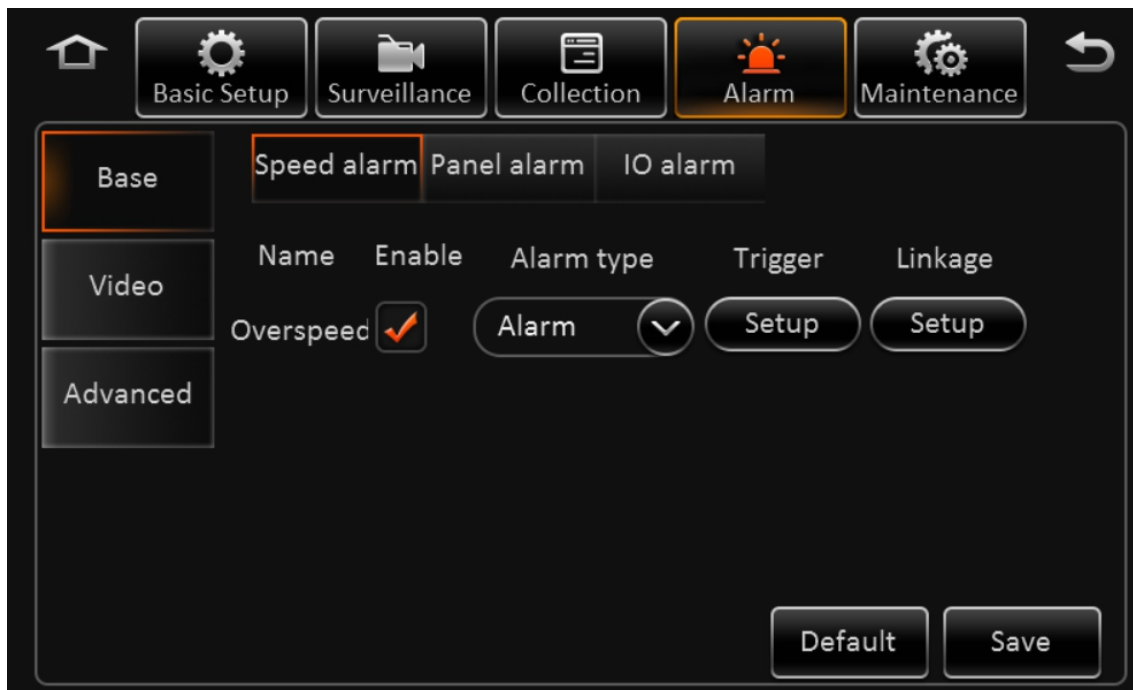 Basic Setup Surveillance Collection Alarm Maintenance
Base
Speed alarm Panel alarm IO alarm
Name Enable Alarm type Trigger Linkage
Video
Overspeed Alarm Setup Setup
Advanced
Default Save